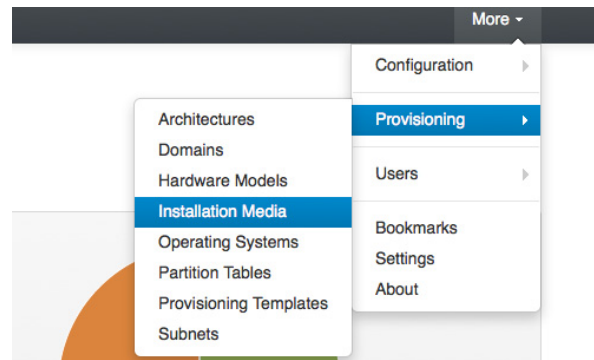 More
Configuration
Provisioning
Users
Bookmarks
Settings
About
Architectures
Domains
Hardware Models
Installation Media
Operating Systems
Partition Tables
Provisioning Templates
Subnets